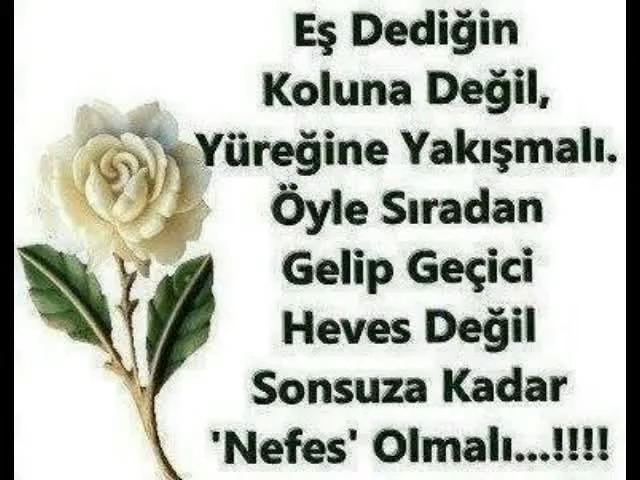 Eş Dediğin
Koluna Değil,
Yüreğine Yakışmalı.
Öyle Sıradan
Gelip Geçici
Heves Değil
Sonsuza Kadar
'Nefes' Olmalı...!!!!